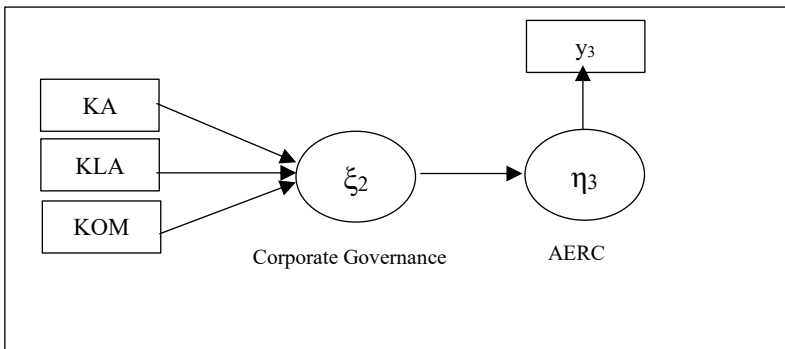 y₃
KA
KLA
KOM
ξ₂
η₃
Corporate Governance
AERC